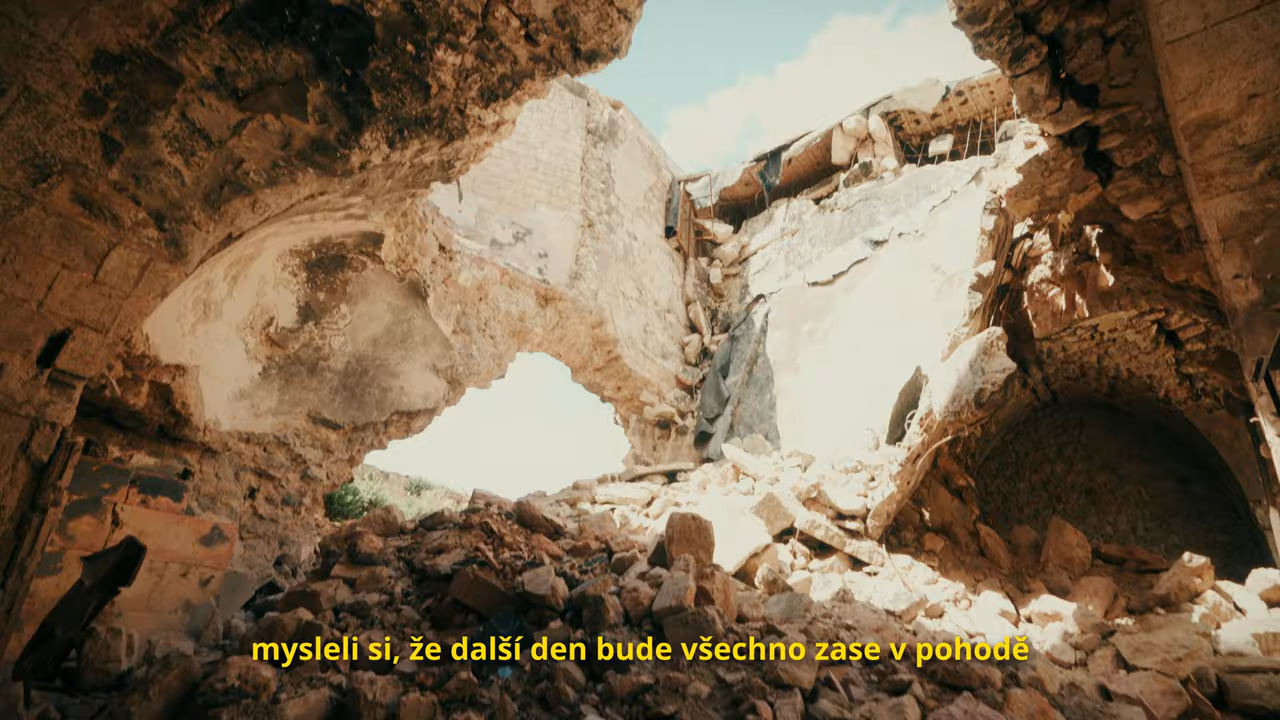 mysleli si, že další den bude všechno zase v pohodě